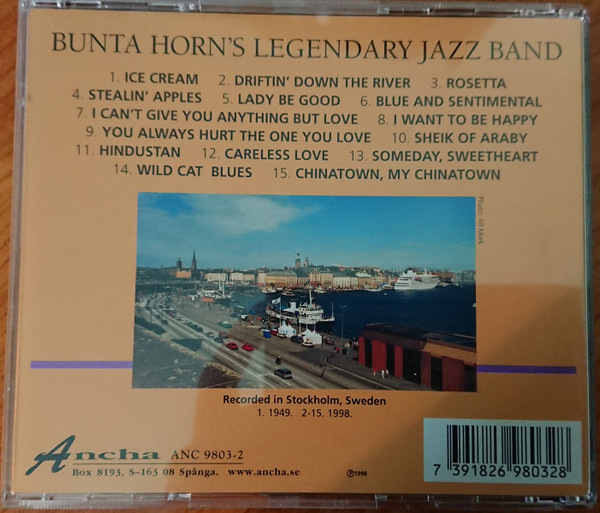 BUNTA HORN'S LEGENDARY JAZZ BAND
1. ICE CREAM 2. DRIFTIN' DOWN THE RIVER 3. ROSETTA
4. STEALIN' APPLES 5. LADY BE GOOD 6. BLUE AND SENTIMENTAL
7. I CAN'T GIVE YOU ANYTHING BUT LOVE 8. I WANT TO BE HAPPY
9. YOU ALWAYS HURT THE ONE YOU LOVE 10. SHEIK OF ARABY
11. HINDUSTAN 12. CARELESS LOVE 13. SOMEDAY, SWEETHEART
14. WILD CAT BLUES 15. CHINATOWN, MY CHINATOWN
Photo: Alf Mork
Recorded in Stockholm, Sweden
1. 1949. 2-15. 1998.
Ancha ANC 9803-2
Box 8193, S–163 08 Spånga. www.ancha.se
℗1998
7 391826 980328